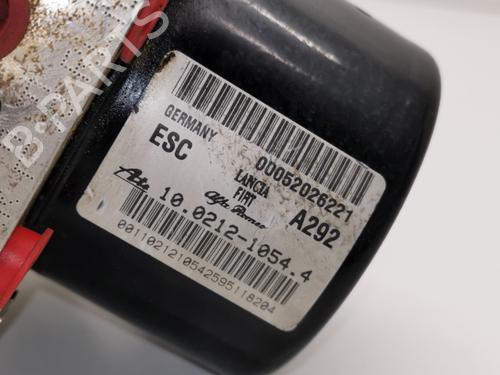 GERMANY
00052026221
ESC
LANCIA
FIAT
Alfa Romeo
A292
Ate
10.0212-1054.4
0011021210542595118204
B-PARTS